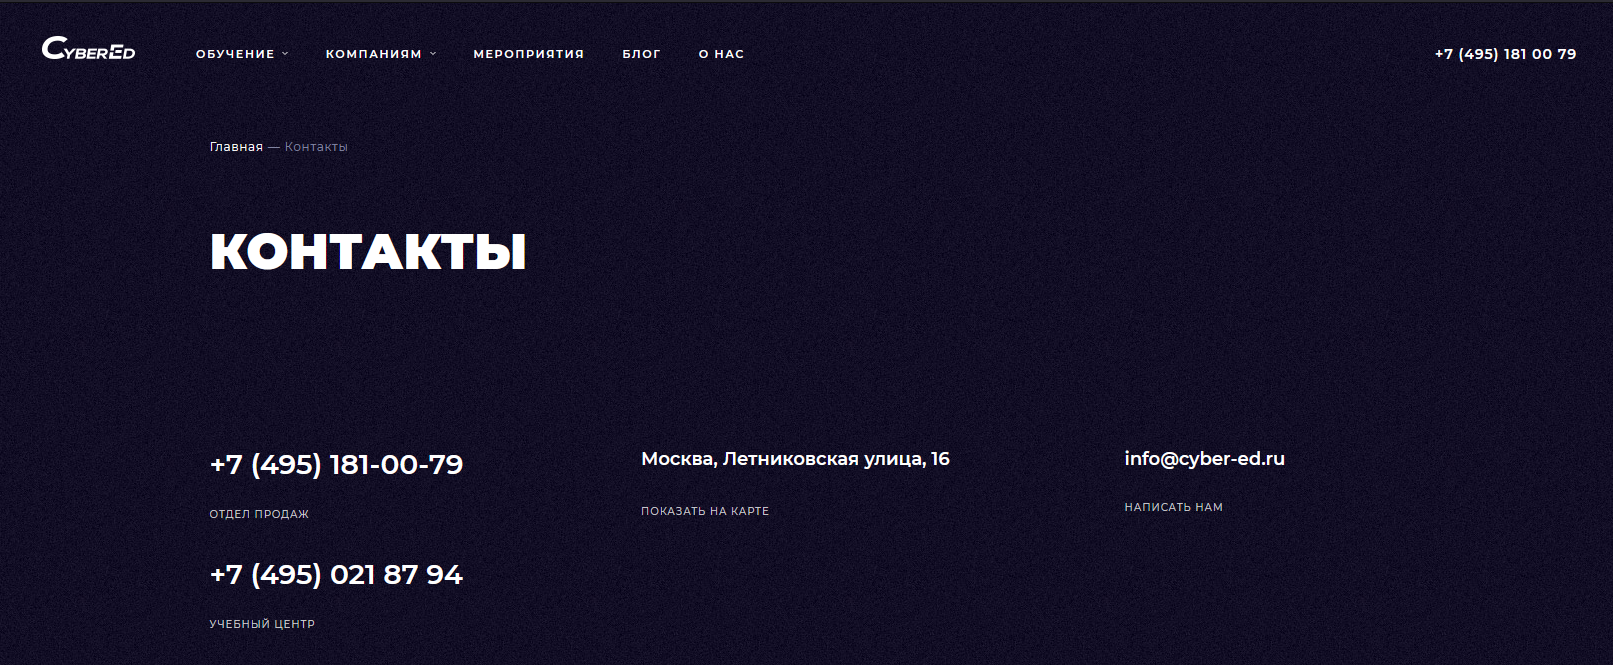 CYBERED
ОБУЧЕНИЕ КОМПАНИЯМ МЕРОПРИЯТИЯ БЛОГ О НАС +7 (495) 181 00 79
Главная — Контакты
КОНТАКТЫ
+7 (495) 181-00-79 Москва, Летниковская улица, 16 info@cyber-ed.ru
ОТДЕЛ ПРОДАЖ ПОКАЗАТЬ НА КАРТЕ НАПИСАТЬ НАМ
+7 (495) 021 87 94
УЧЕБНЫЙ ЦЕНТР